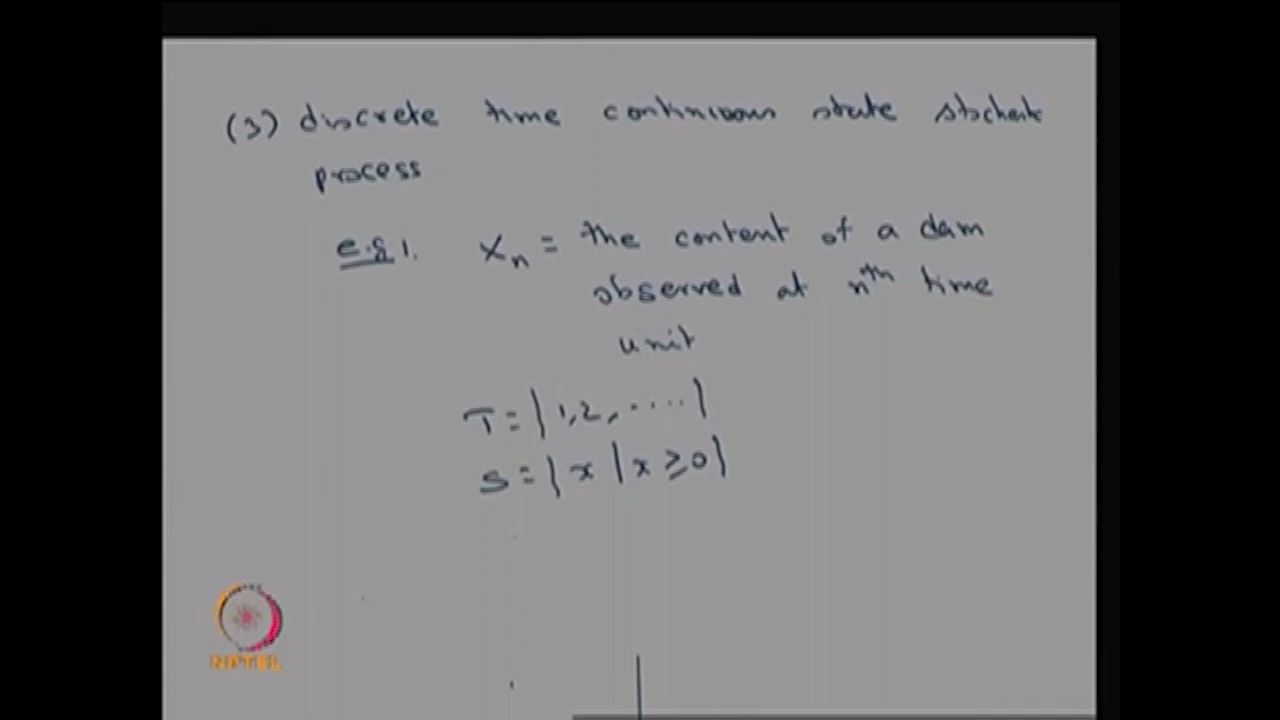 (3) discrete time continuous state stochastic
process
e.g 1. Xn = the content of a dam
observed at nth time
unit
T = {1,2, .....}
S = {x | x ≥ 0}
NPTEL